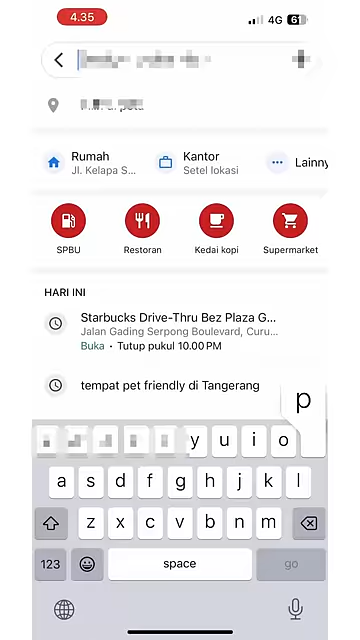 4.35
4G 61
Rumah
Jl. Kelapa S...
Kantor
Setel lokasi
Lainny
SPBU
Restoran
Kedai kopi
Supermarket
HARI INI
Starbucks Drive-Thru Bez Plaza G...
Jalan Gading Serpong Boulevard, Curu...
Buka • Tutup pukul 10.00 PM
tempat pet friendly di Tangerang
p
y u i o
a s d f g h j k l
z x c v b n m
123 space go